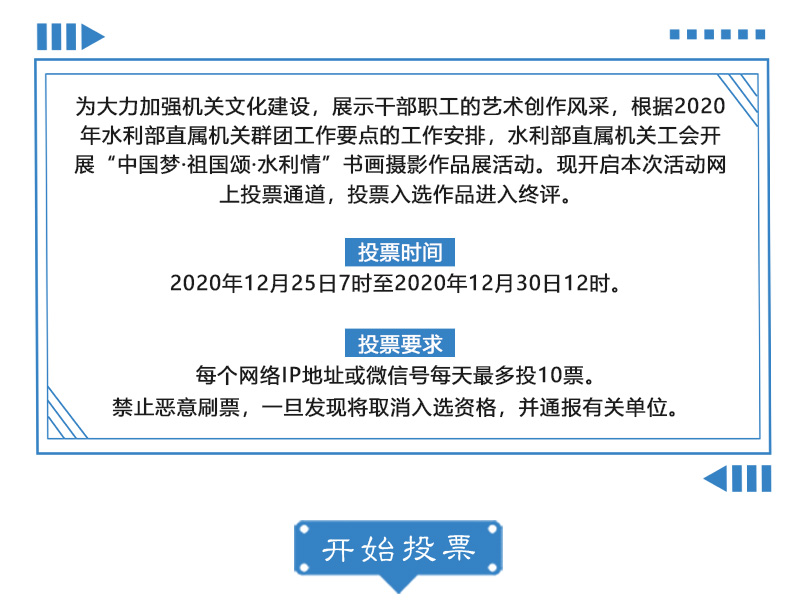 为大力加强机关文化建设，展示干部职工的艺术创作风采，根据2020
年水利部直属机关群团工作要点的工作安排，水利部直属机关工会开
展“中国梦·祖国颂·水利情”书画摄影作品展活动。现开启本次活动网
上投票通道，投票入选作品进入终评。
投票时间
2020年12月25日7时至2020年12月30日12时。
投票要求
每个网络IP地址或微信号每天最多投10票。
禁止恶意刷票，一旦发现将取消入选资格，并通报有关单位。
开始投票